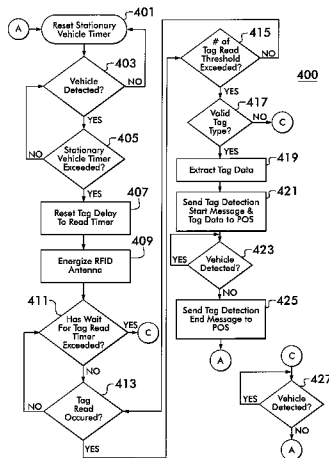 A
Reset Stationary
Vehicle Timer
401
403
Vehicle
Detected?
NO
YES
405
Stationary
Vehicle Timer
Exceeded?
NO
YES
407
Reset Tag Delay
To Read Timer
409
Energize RFID
Antenna
411
Has Wait
For Tag Read
Timer
Exceeded?
YES
C
NO
413
Tag
Read
Occured?
NO
YES
415
# of
Tag Read
Threshold
Exceeded?
NO
YES
400
417
Valid
Tag
Type?
NO
C
YES
419
Extract Tag Data
421
Send Tag Detection
Start Message &
Tag Data to POS
423
Vehicle
Detected?
YES
NO
425
Send Tag Detection
End Message to
POS
A
C
427
Vehicle
Detected?
YES
NO
A